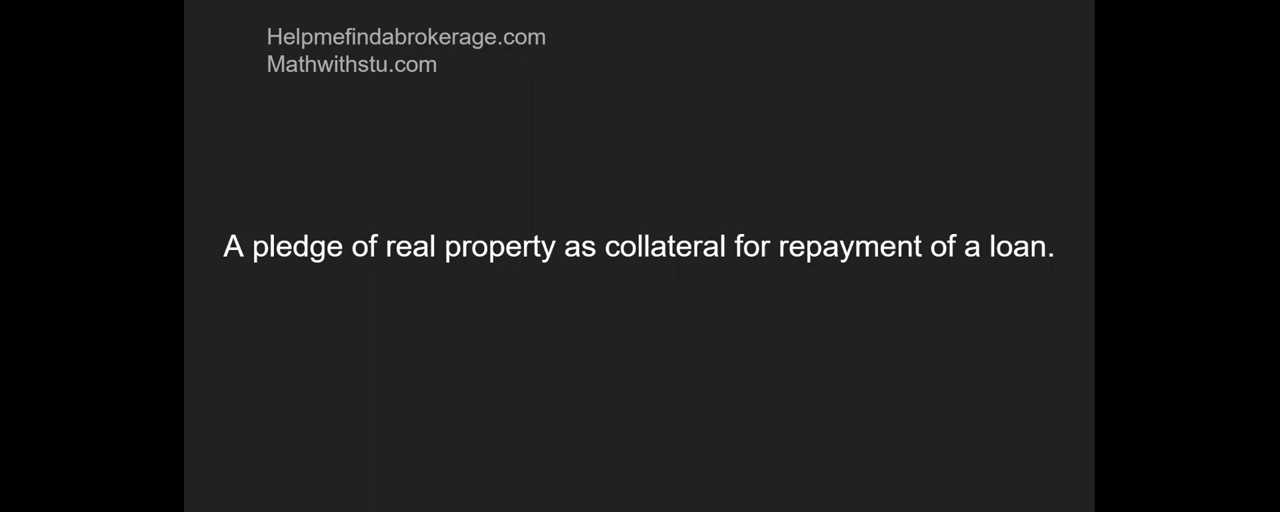 Helpmefindabrokerage.com
Mathwithstu.com
A pledge of real property as collateral for repayment of a loan.